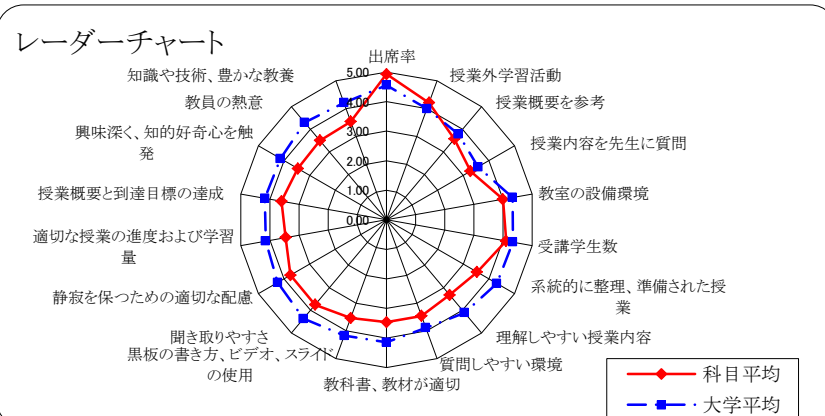 レーダーチャート
出席率
授業外学習活動
授業概要を参考
授業内容を先生に質問
教室の設備環境
受講学生数
系統的に整理、準備された授
業
理解しやすい授業内容
質問しやすい環境
教科書、教材が適切
黒板の書き方、ビデオ、スライド
の使用
聞き取りやすさ
静寂を保つための適切な配慮
適切な授業の進度および学習
量
授業概要と到達目標の達成
興味深く、知的好奇心を触
発
教員の熱意
知識や技術、豊かな教養
5.00
4.00
3.00
2.00
1.00
0.00
科目平均
大学平均